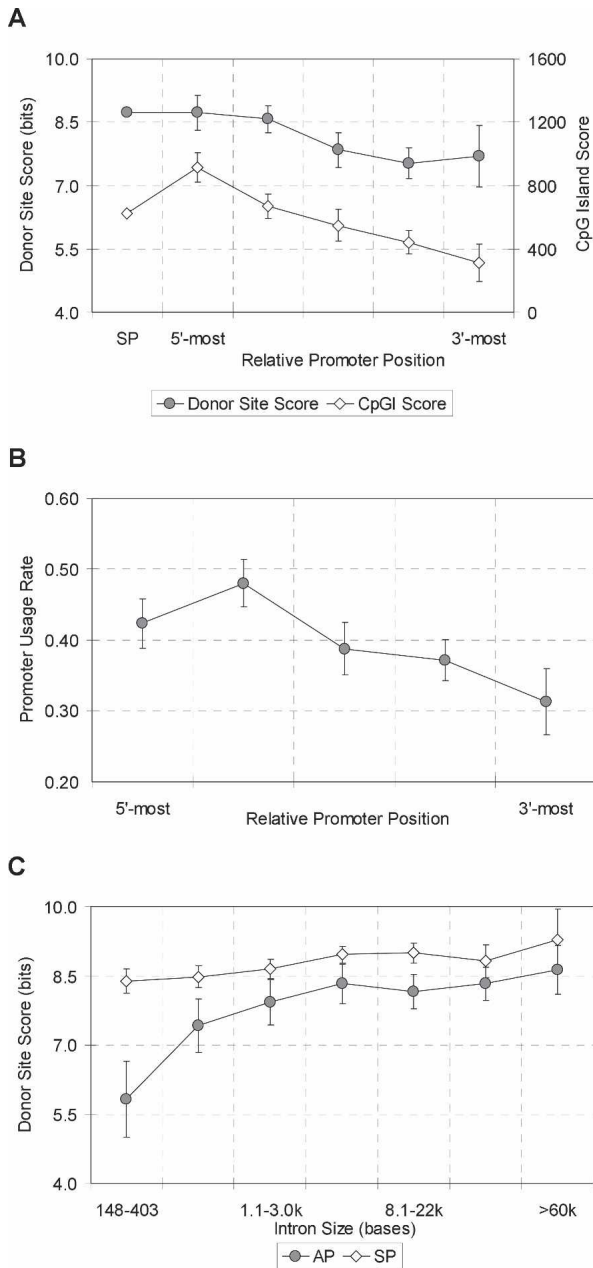 A
10.0
8.5
7.0
5.5
4.0
Donor Site Score (bits)
1600
1200
800
400
0
CpG Island Score
SP 5'-most 3'-most
Relative Promoter Position
Donor Site Score CpGI Score
B
0.60
0.50
0.40
0.30
0.20
Promoter Usage Rate
5'-most 3'-most
Relative Promoter Position
C
10.0
8.5
7.0
5.5
4.0
Donor Site Score (bits)
148-403 1.1-3.0k 8.1-22k >60k
Intron Size (bases)
AP SP